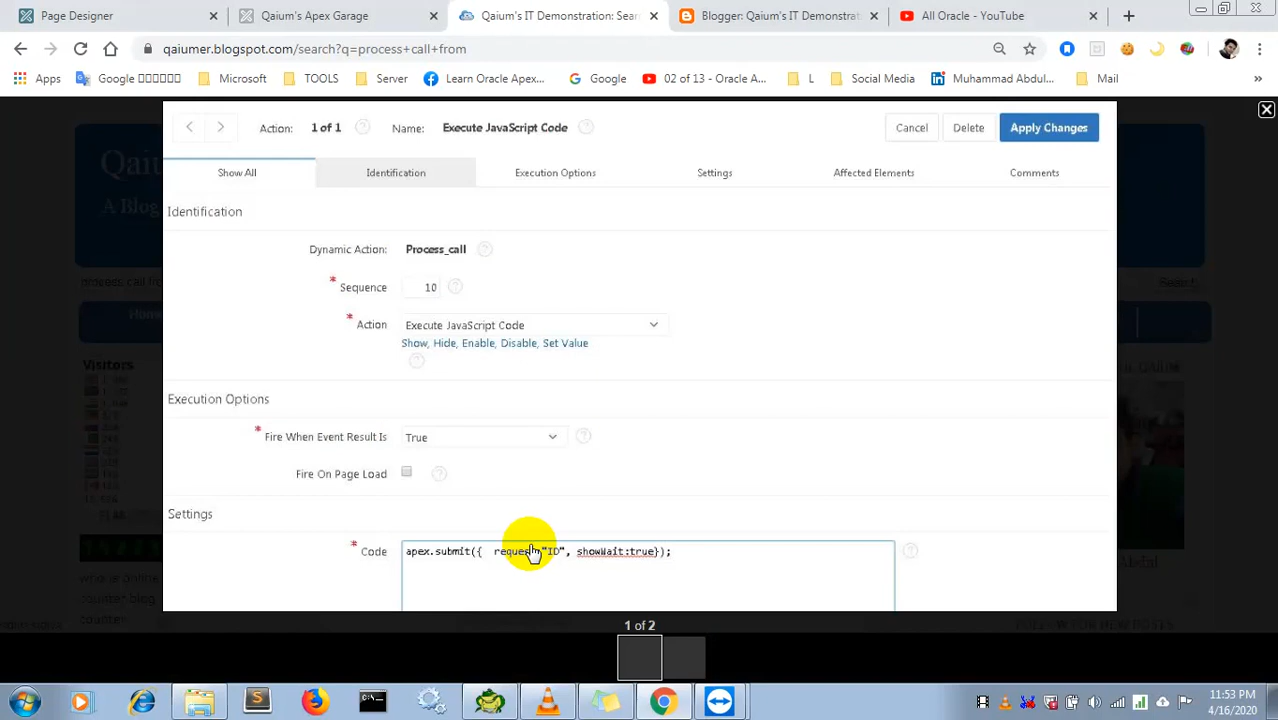 Page Designer
Qaium's Apex Garage
Qaium's IT Demonstration: Sear
Blogger: Qaium's IT Demonstrat
All Oracle - YouTube
qaiumer.blogspot.com/search?q=process+call+from
Apps
Google
Microsoft
TOOLS
Server
Learn Oracle Apex...
Google
02 of 13 - Oracle A...
L
Social Media
Muhammad Abdul...
Mail
»
Action: 1 of 1
Name: Execute JavaScript Code
Cancel
Delete
Apply Changes
Show All
Identification
Execution Options
Settings
Affected Elements
Comments
Identification
Dynamic Action: Process_call
* Sequence 10
* Action Execute JavaScript Code
Show, Hide, Enable, Disable, Set Value
Execution Options
* Fire When Event Result Is True
Fire On Page Load
Settings
* Code apex.submit({ "ID", showWait:true});
1 of 2
Visitors
11:53 PM
4/16/2020